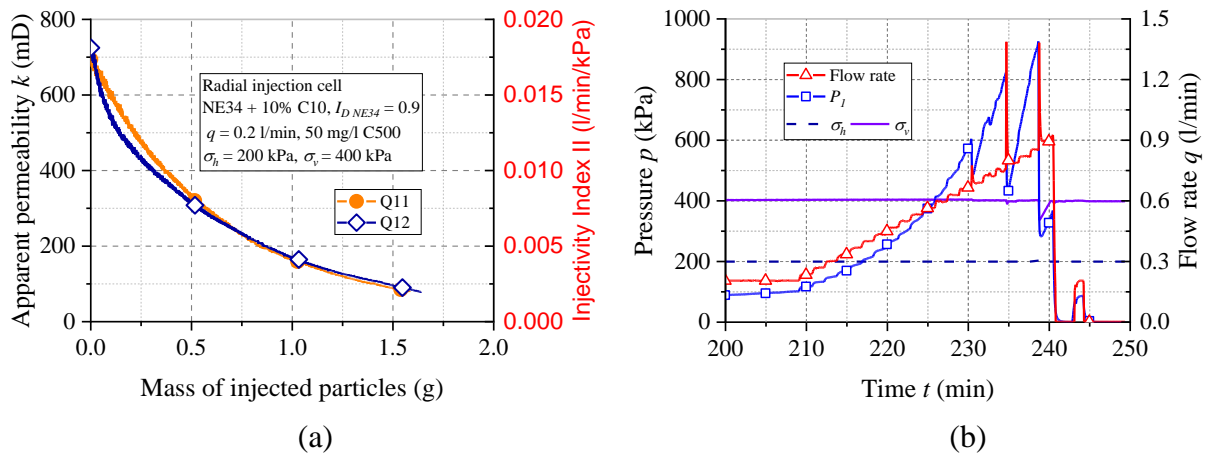 800
700
600
500
400
300
200
100
0
Apparent permeability k (mD)
0.020
0.015
0.010
0.005
0.000
Injectivity Index II (l/min/kPa)
Radial injection cell
NE34 + 10% C10, I_D NE34 = 0.9
q = 0.2 l/min, 50 mg/l C500
σ_h = 200 kPa, σ_v = 400 kPa
Q11
Q12
0.0 0.5 1.0 1.5 2.0
Mass of injected particles (g)
(a)
1000
800
600
400
200
0
Pressure p (kPa)
1.5
1.2
0.9
0.6
0.3
0.0
Flow rate q (l/min)
Flow rate
P_1
σ_h σ_v
200 210 220 230 240 250
Time t (min)
(b)